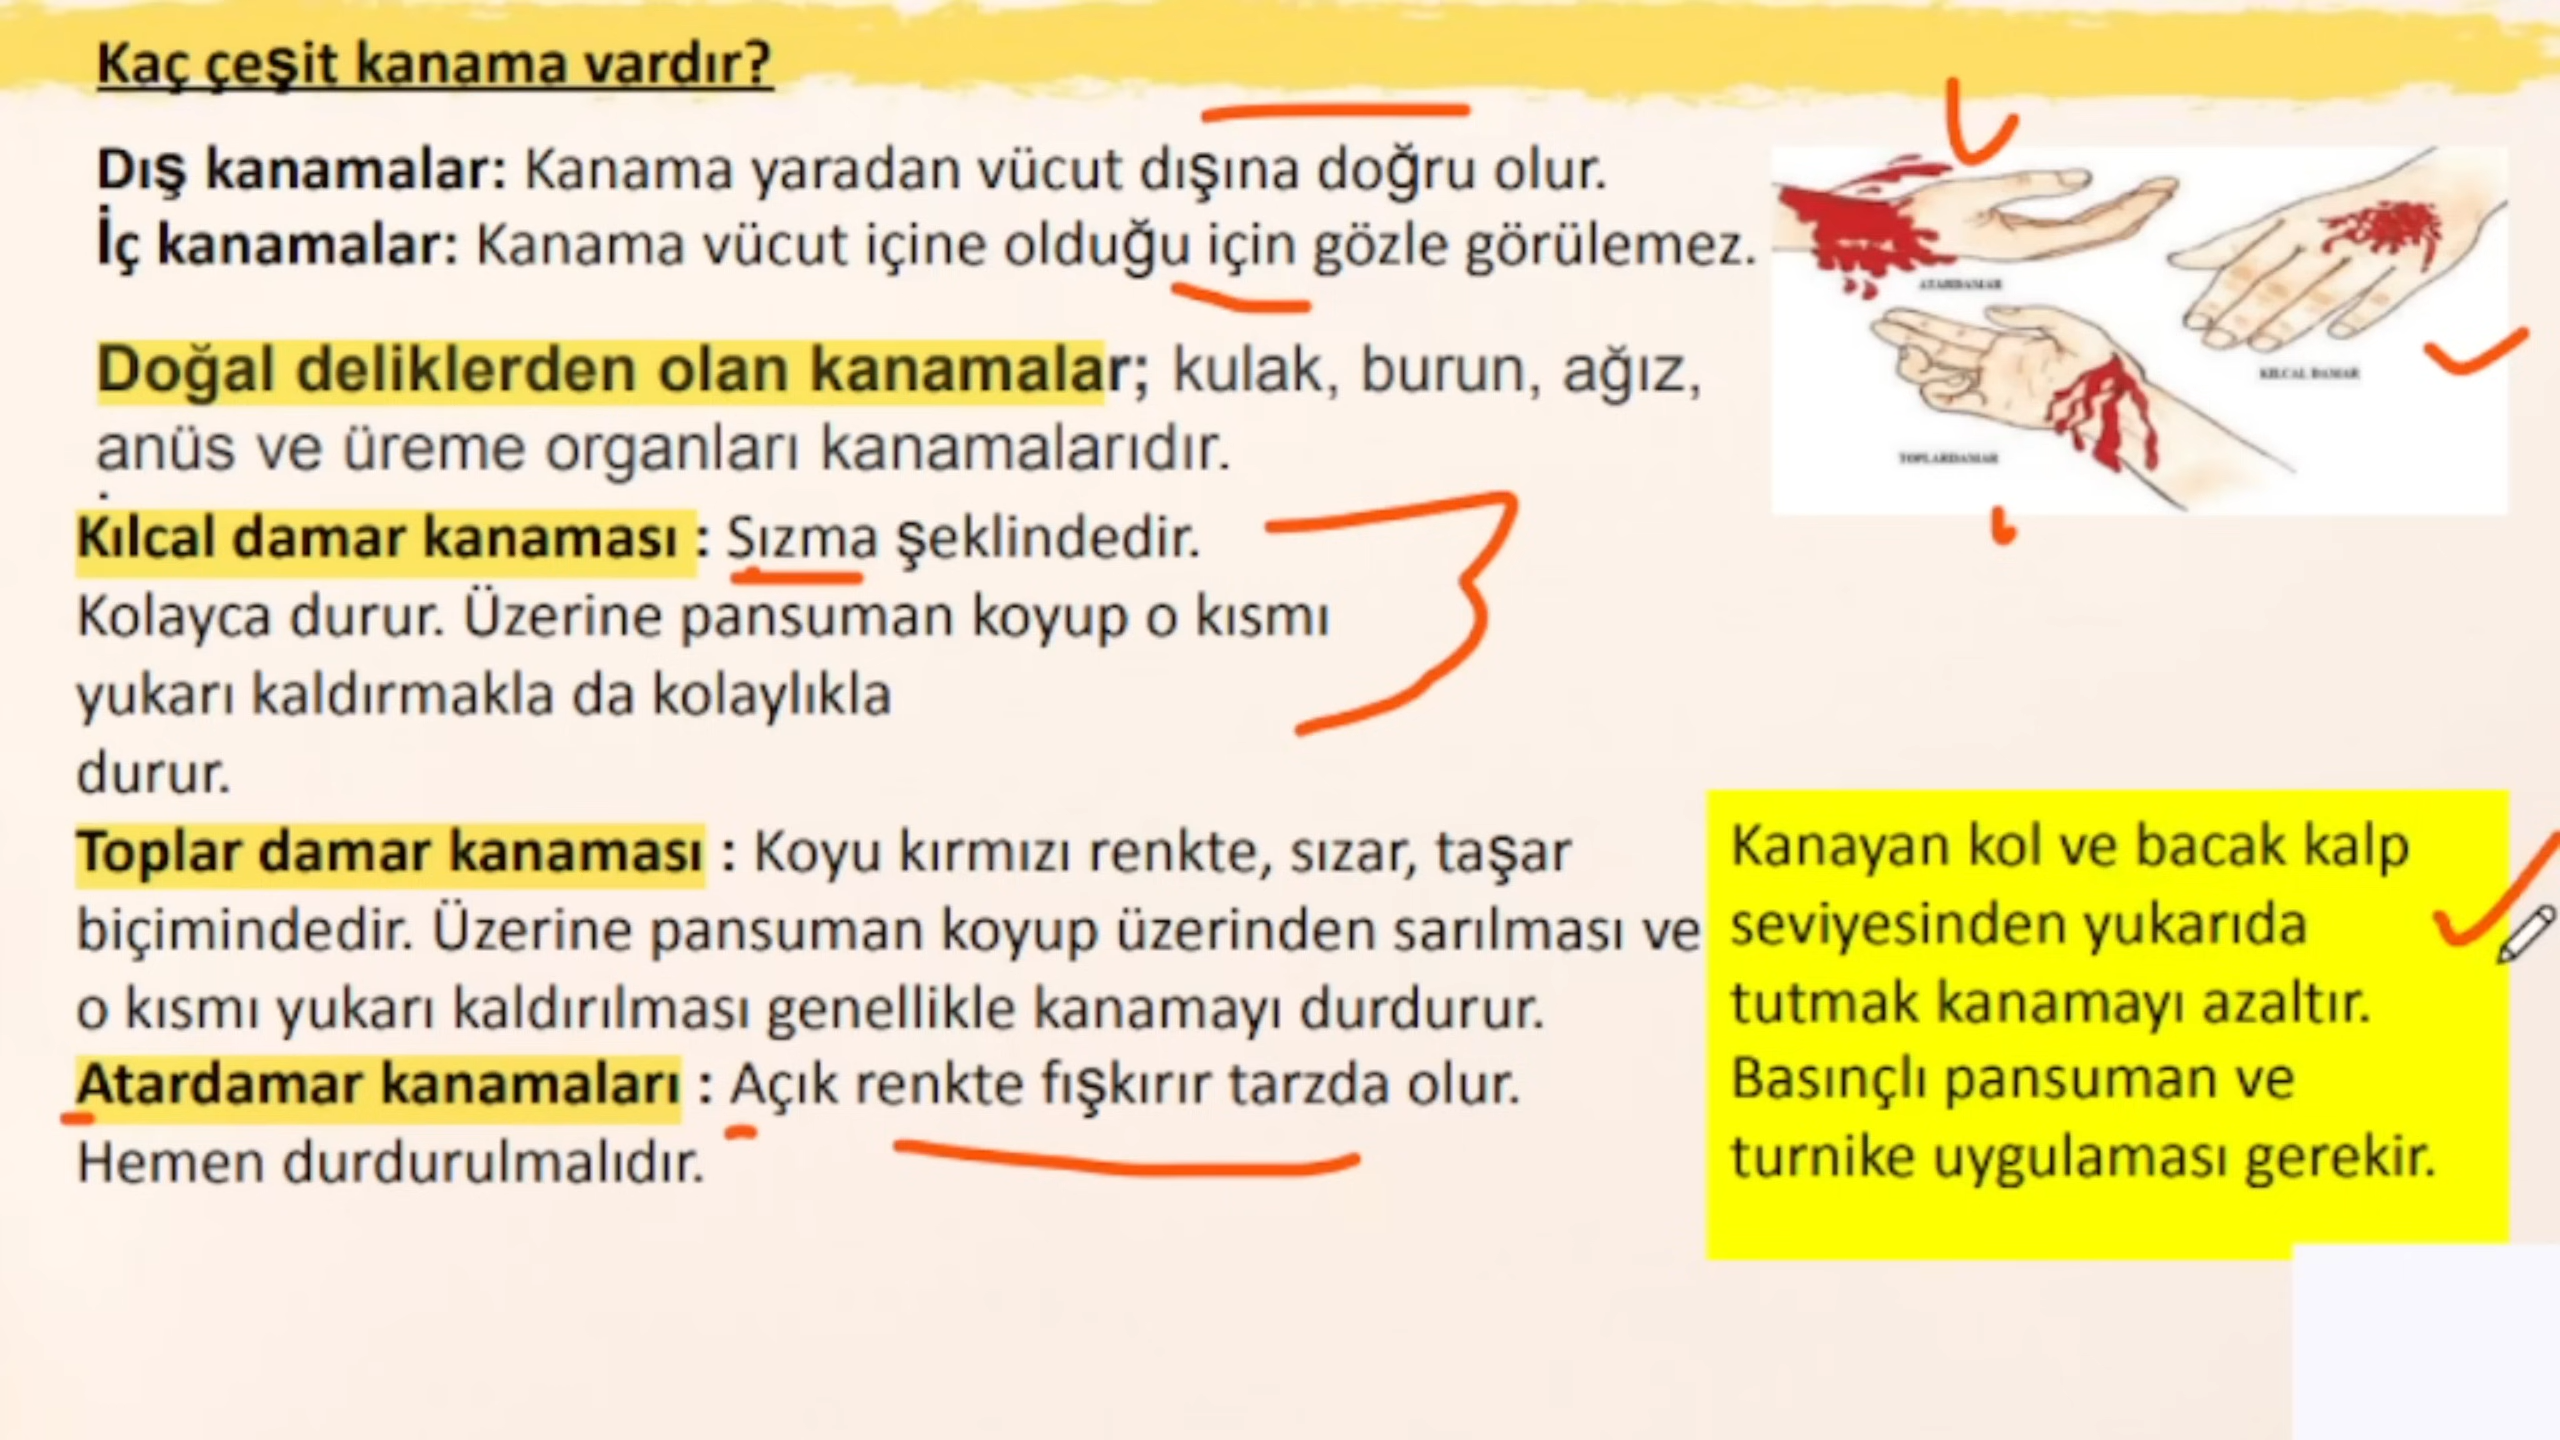 Kaç çeşit kanama vardır?
Dış kanamalar: Kanama yaradan vücut dışına doğru olur.
İç kanamalar: Kanama vücut içine olduğu için gözle görülemez.
ATARDAMAR
KILCAL DAMAR
TOPLARDAMAR
Doğal deliklerden olan kanamalar; kulak, burun, ağız,
anüs ve üreme organları kanamalarıdır.
Kılcal damar kanaması : Sızma şeklindedir.
Kolayca durur. Üzerine pansuman koyup o kısmı
yukarı kaldırmakla da kolaylıkla
durur.
Toplar damar kanaması : Koyu kırmızı renkte, sızar, taşar
biçimindedir. Üzerine pansuman koyup üzerinden sarılması ve
o kısmı yukarı kaldırılması genellikle kanamayı durdurur.
Atardamar kanamaları : Açık renkte fışkırır tarzda olur.
Hemen durdurulmalıdır.
Kanayan kol ve bacak kalp
seviyesinden yukarıda
tutmak kanamayı azaltır.
Basınçlı pansuman ve
turnike uygulaması gerekir.